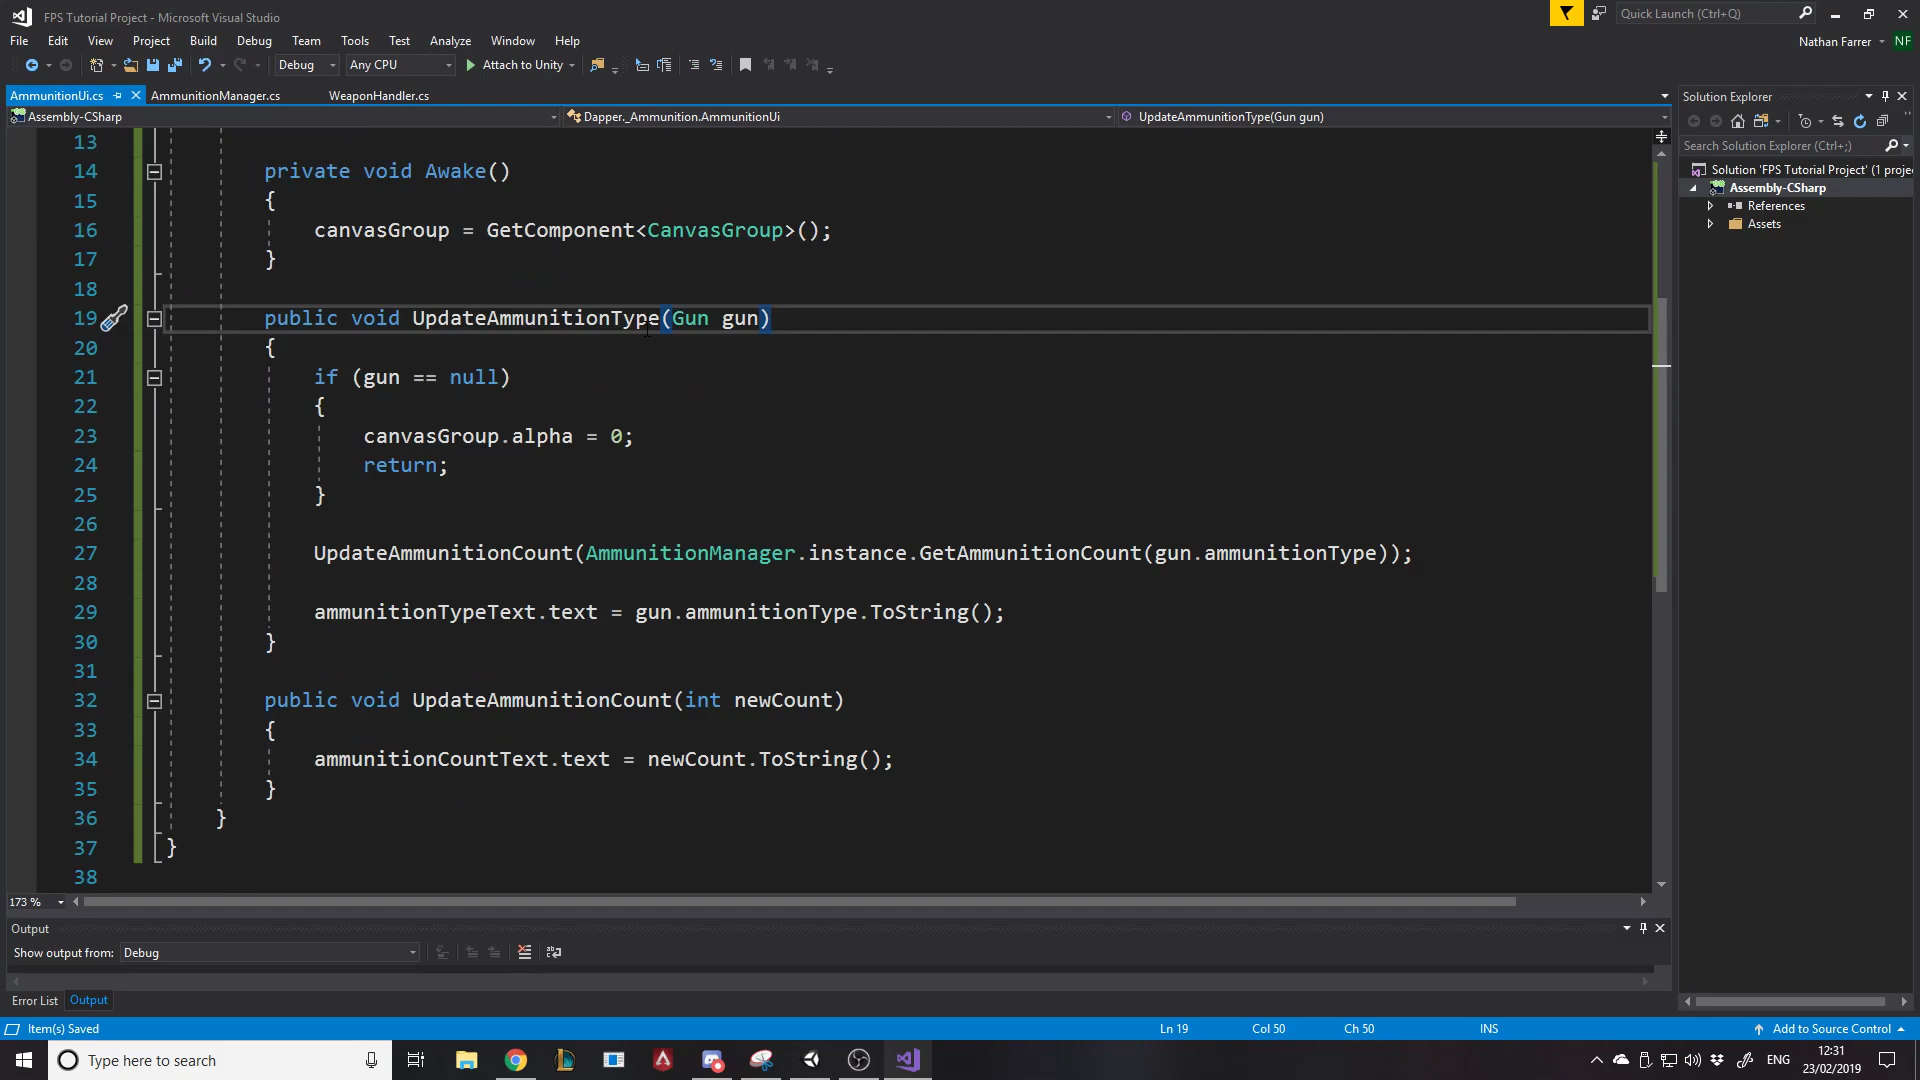 FPS Tutorial Project - Microsoft Visual Studio
Quick Launch (Ctrl+Q)
File Edit View Project Build Debug Team Tools Test Analyze Window Help
Nathan Farrer NF
Debug Any CPU Attach to Unity
AmmunitionUi.cs AmmunitionManager.cs WeaponHandler.cs
Assembly-CSharp Dapper._Ammunition.AmmunitionUi UpdateAmmunitionType(Gun gun)
13
14 private void Awake()
15 {
16 canvasGroup = GetComponent<CanvasGroup>();
17 }
18
19 public void UpdateAmmunitionType(Gun gun)
20 {
21 if (gun == null)
22 {
23 canvasGroup.alpha = 0;
24 return;
25 }
26
27 UpdateAmmunitionCount(AmmunitionManager.instance.GetAmmunitionCount(gun.ammunitionType));
28
29 ammunitionTypeText.text = gun.ammunitionType.ToString();
30 }
31
32 public void UpdateAmmunitionCount(int newCount)
33 {
34 ammunitionCountText.text = newCount.ToString();
35 }
36 }
37 }
38
173 %
Solution Explorer
Search Solution Explorer (Ctrl+;)
Solution 'FPS Tutorial Project' (1 proje
Assembly-CSharp
References
Assets
Output
Show output from: Debug
Error List Output
Item(s) Saved Ln 19 Col 50 Ch 50 INS Add to Source Control
Type here to search
ENG 12:31
23/02/2019